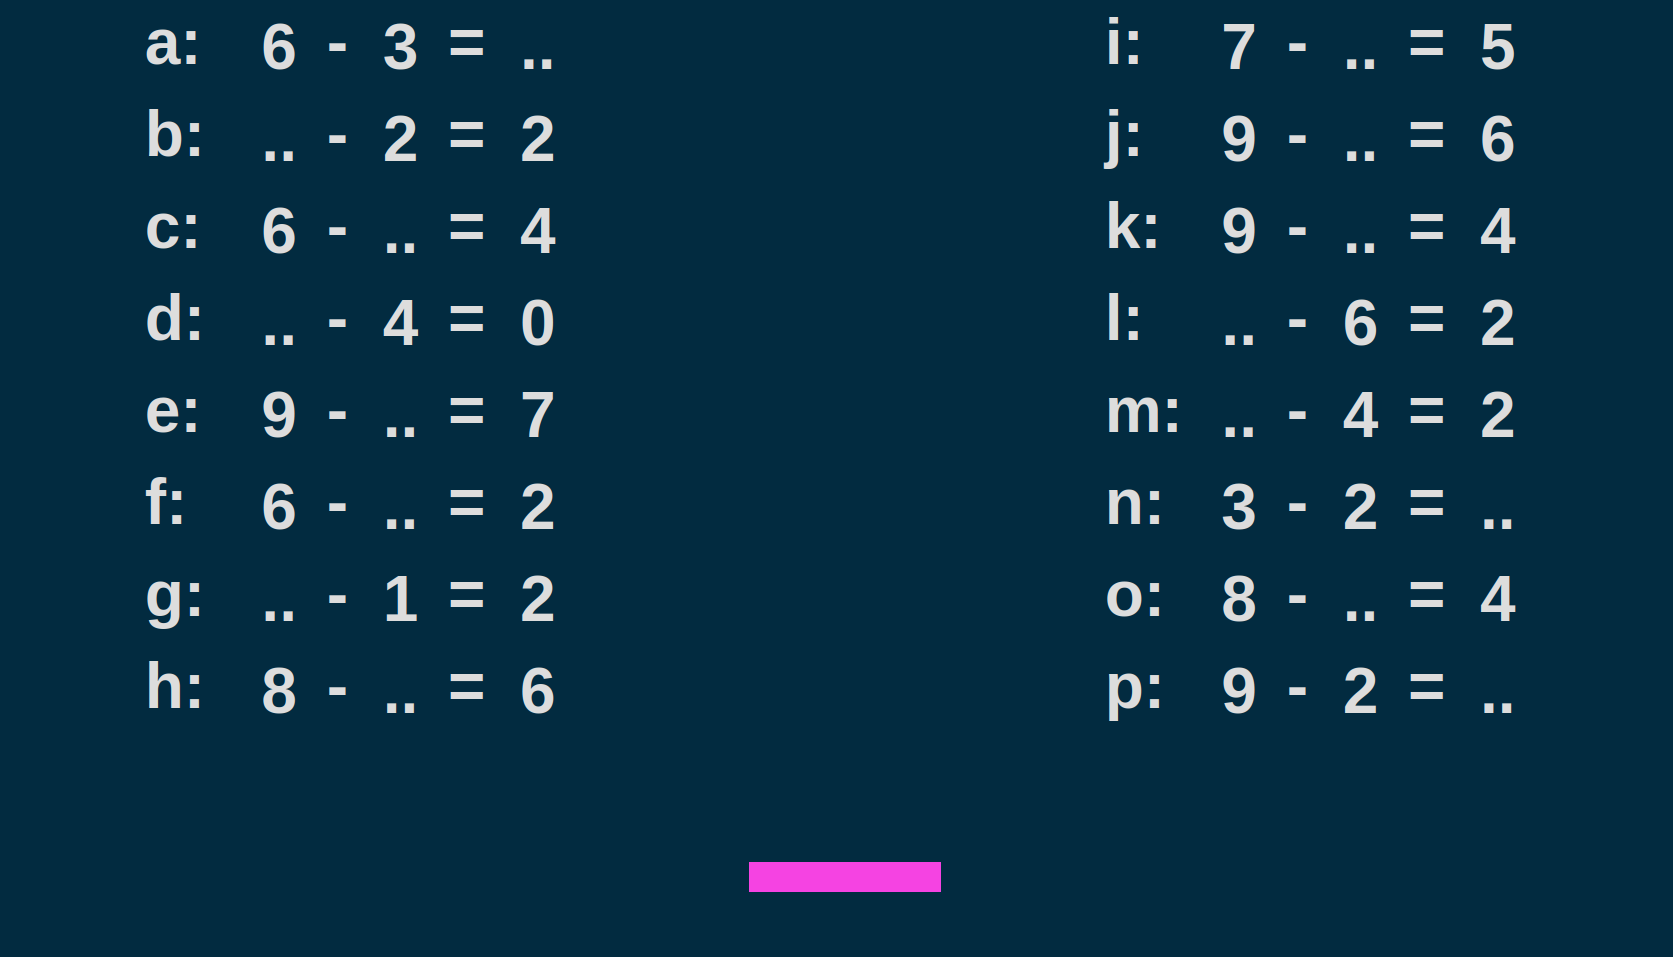 a: 6 - 3 = ..
b: .. - 2 = 2
c: 6 - .. = 4
d: .. - 4 = 0
e: 9 - .. = 7
f: 6 - .. = 2
g: .. - 1 = 2
h: 8 - .. = 6
i: 7 - .. = 5
j: 9 - .. = 6
k: 9 - .. = 4
l: .. - 6 = 2
m: .. - 4 = 2
n: 3 - 2 = ..
o: 8 - .. = 4
p: 9 - 2 = ..